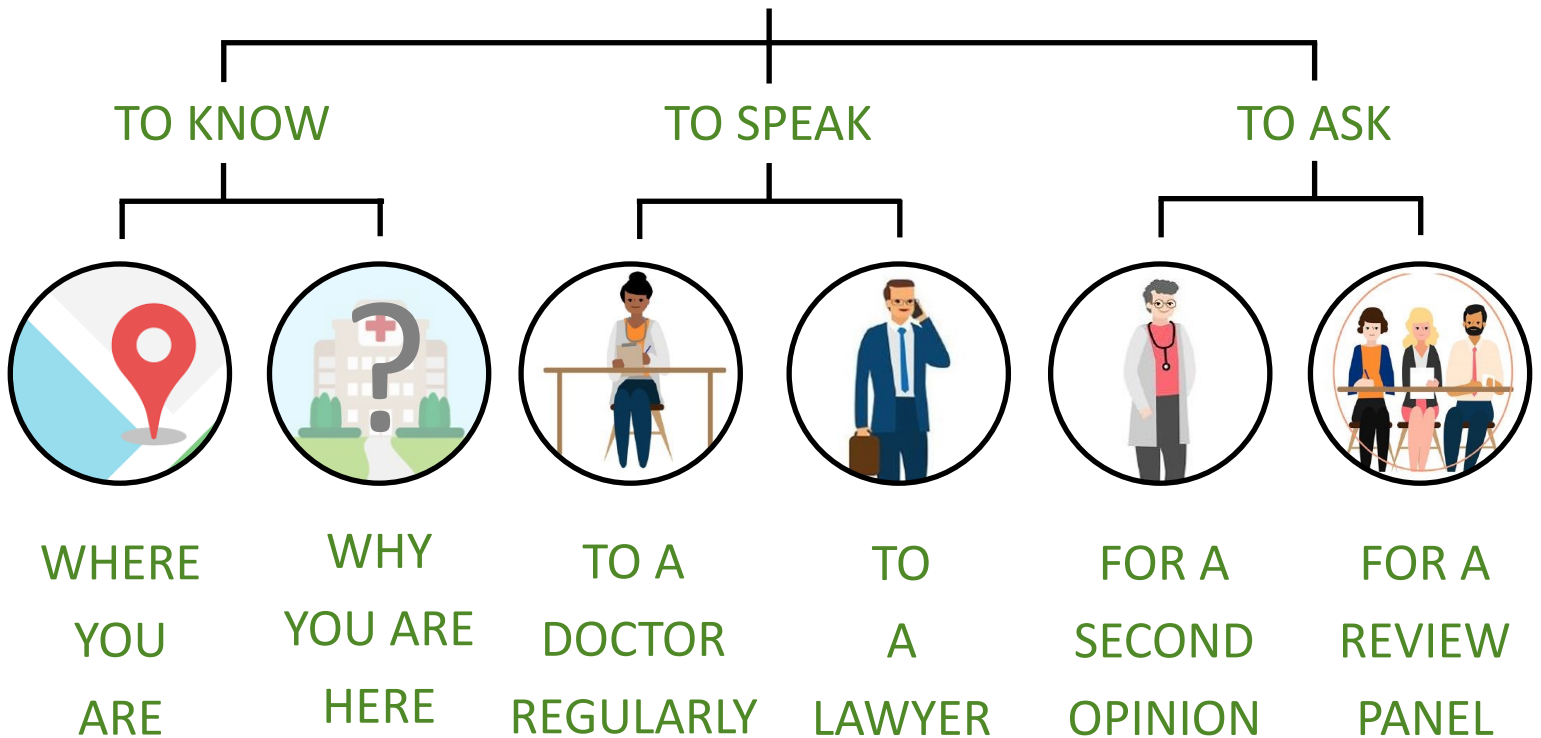 TO KNOW
TO SPEAK
TO ASK
WHERE
YOU
ARE
WHY
YOU ARE
HERE
TO A
DOCTOR
REGULARLY
TO
A
LAWYER
FOR A
SECOND
OPINION
FOR A
REVIEW
PANEL
?